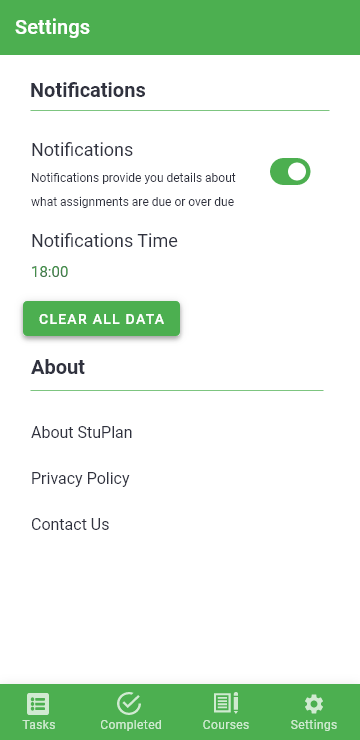 Settings
Notifications
Notifications
Notifications provide you details about
what assignments are due or over due
Notifications Time
18:00
CLEAR ALL DATA
About
About StuPlan
Privacy Policy
Contact Us
Tasks Completed Courses Settings